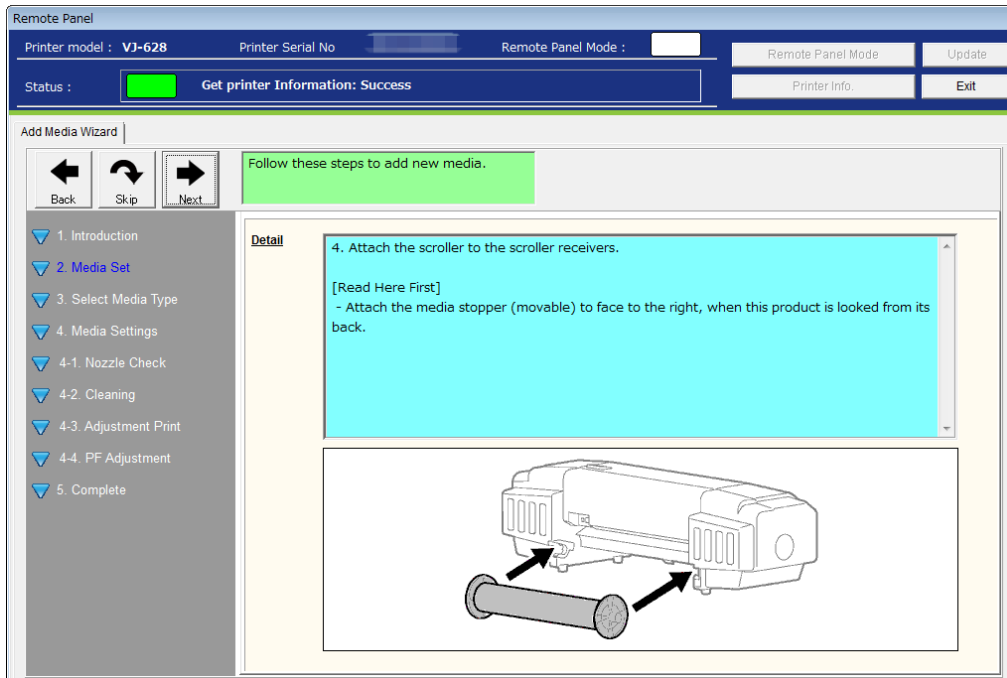 Remote Panel
Printer model : VJ-628 Printer Serial No Remote Panel Mode :
Remote Panel Mode Update
Status : Get printer Information: Success
Printer Info. Exit
Add Media Wizard
Back Skip Next
Follow these steps to add new media.
1. Introduction
2. Media Set
3. Select Media Type
4. Media Settings
4-1. Nozzle Check
4-2. Cleaning
4-3. Adjustment Print
4-4. PF Adjustment
5. Complete
Detail
4. Attach the scroller to the scroller receivers.
[Read Here First]
- Attach the media stopper (movable) to face to the right, when this product is looked from its
back.